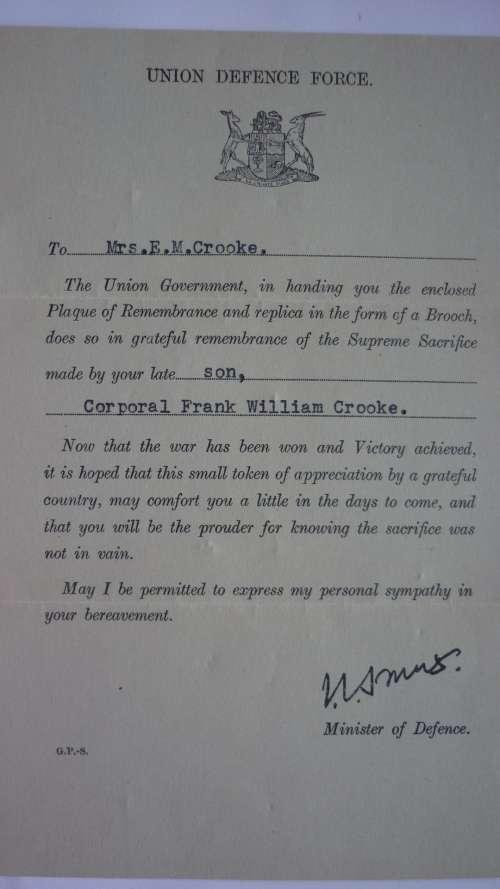 UNION DEFENCE FORCE.
To Mrs.E.M.Crooke.
The Union Government, in handing you the enclosed
Plaque of Remembrance and replica in the form of a Brooch,
does so in grateful remembrance of the Supreme Sacrifice
made by your late son,
Corporal Frank William Crooke.
Now that the war has been won and Victory achieved,
it is hoped that this small token of appreciation by a grateful
country, may comfort you a little in the days to come, and
that you will be the prouder for knowing the sacrifice was
not in vain.
May I be permitted to express my personal sympathy in
your bereavement.
Minister of Defence.
G.P.-S.